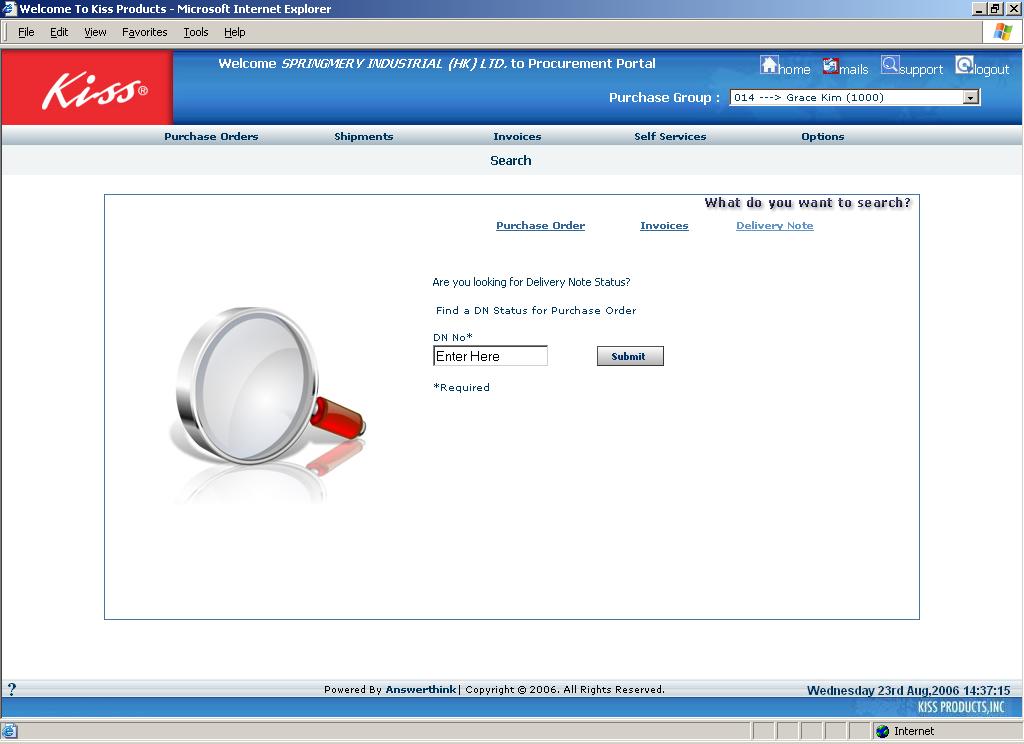 Welcome To Kiss Products - Microsoft Internet Explorer
File Edit View Favorites Tools Help
Kiss®
Welcome SPRINGMERY INDUSTRIAL (HK) LTD. to Procurement Portal
home mails support logout
Purchase Group : 014 ---> Grace Kim (1000)
Purchase Orders Shipments Invoices Self Services Options
Search
What do you want to search?
Purchase Order Invoices Delivery Note
Are you looking for Delivery Note Status?
Find a DN Status for Purchase Order
DN No*
Enter Here Submit
*Required
? Powered By Answerthink| Copyright © 2006. All Rights Reserved. Wednesday 23rd Aug,2006 14:37:15
KISS PRODUCTS,INC
Internet